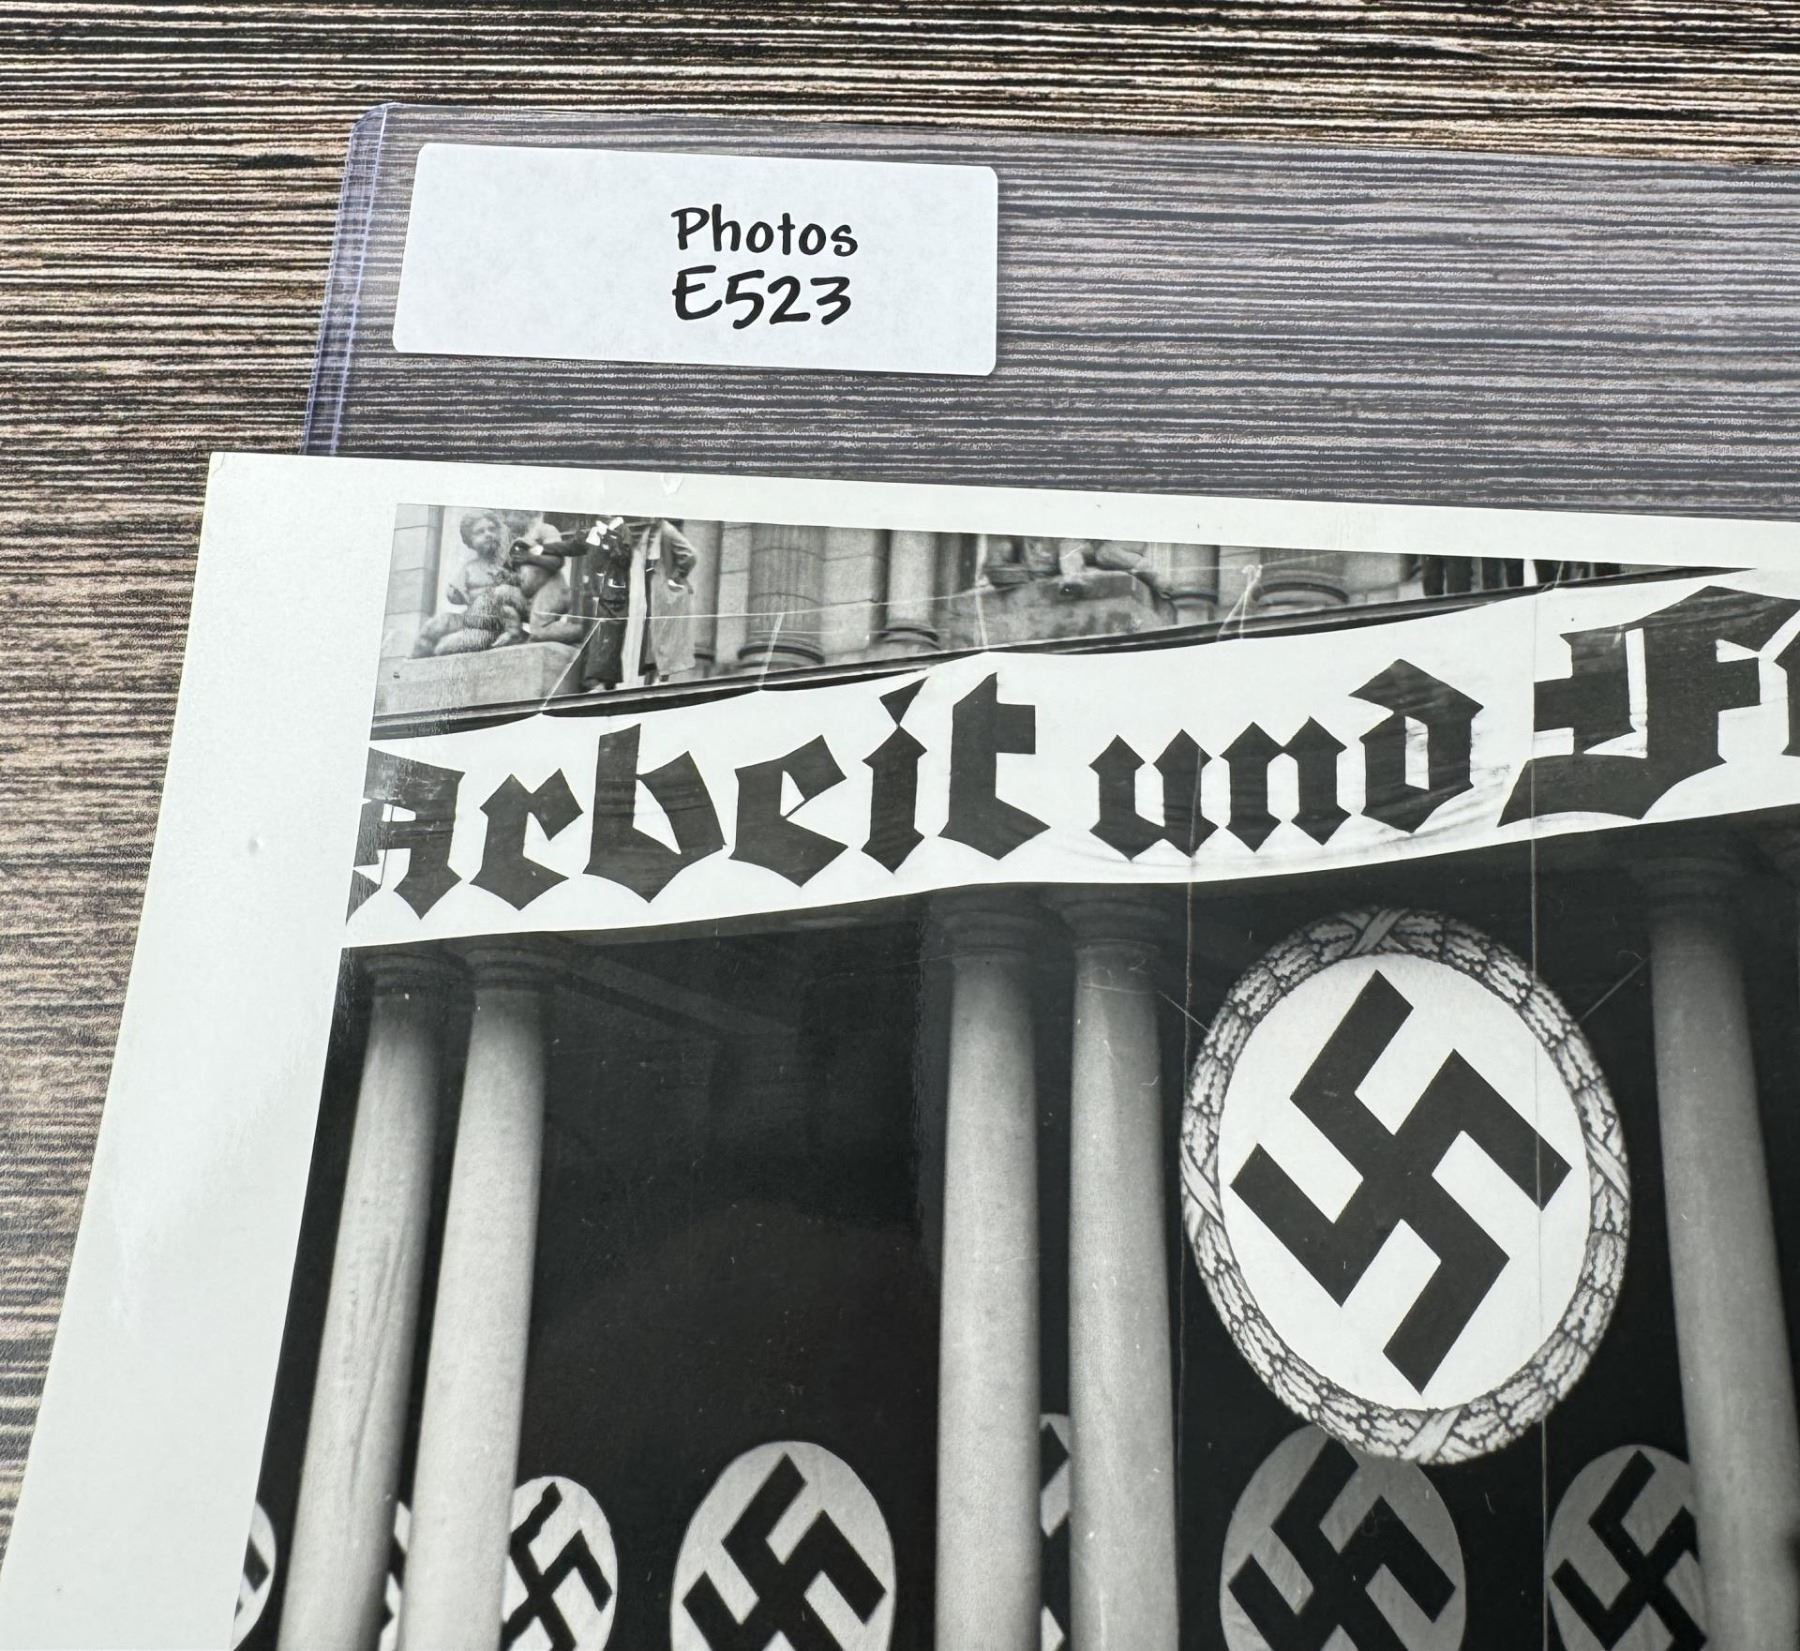 Photos
E523
Arbeit und